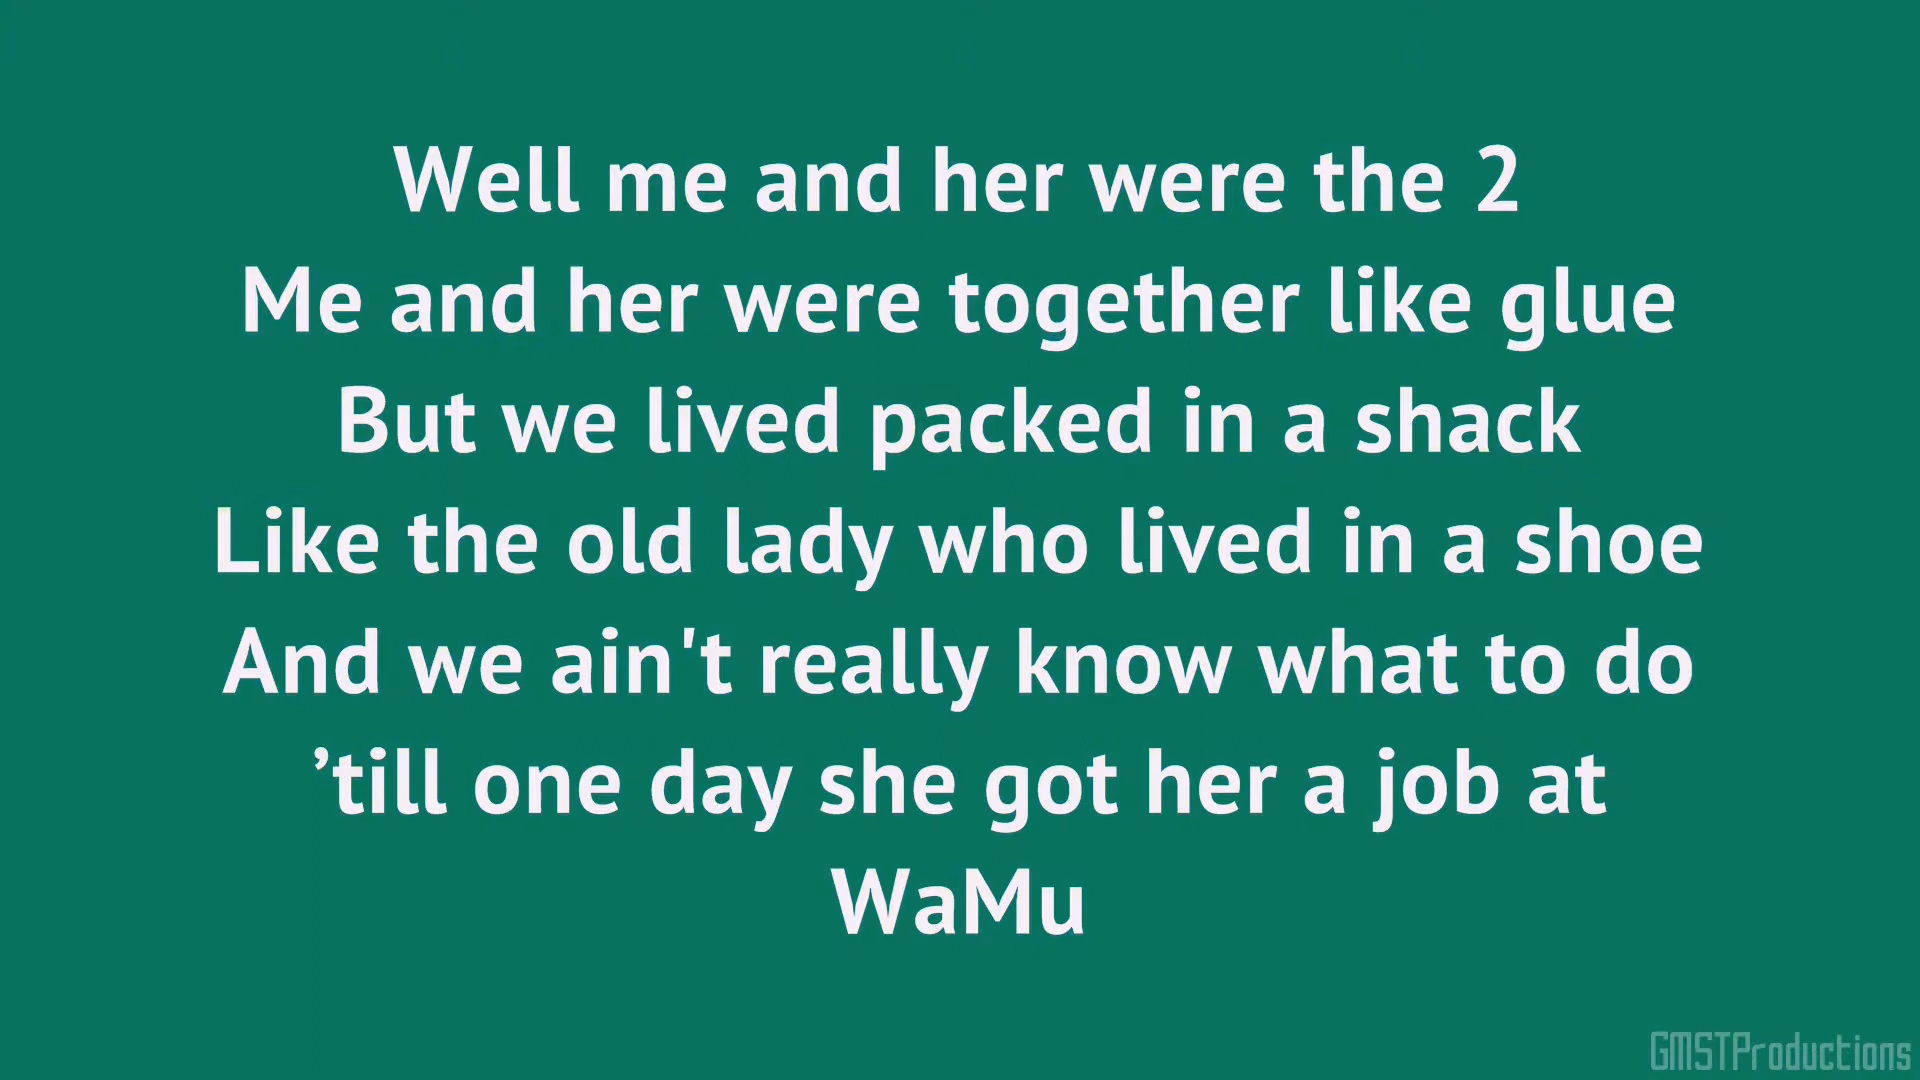 Well me and her were the 2
Me and her were together like glue
But we lived packed in a shack
Like the old lady who lived in a shoe
And we ain't really know what to do
’till one day she got her a job at
WaMu
GMSTProductions